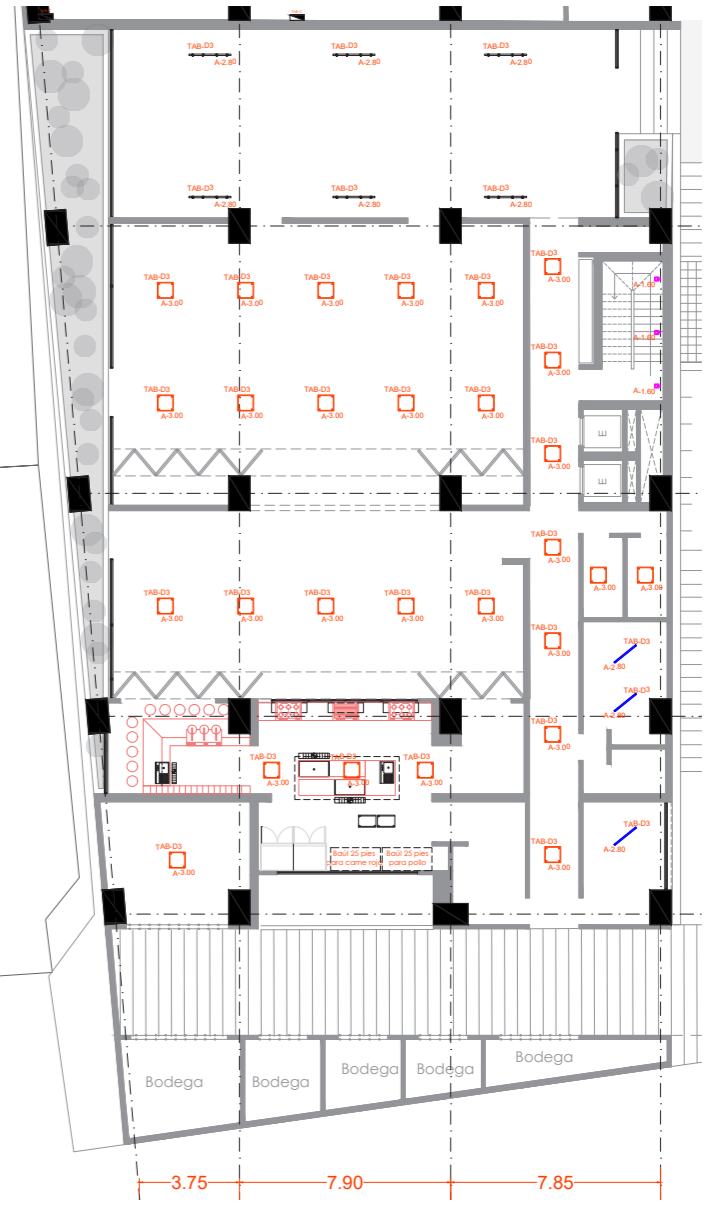 TAB-D3 TAB-D3 TAB-D3
A-2.80 A-2.80 A-2.80
TAB-D3 TAB-D3 TAB-D3
A-2.80 A-2.80 A-2.80
TAB-D3
A-3.00
TAB-D3 TAB-D3 TAB-D3 TAB-D3 TAB-D3
A-1.60
A-3.00 A-3.00 A-3.00 A-3.00 A-3.00
A-1.60
TAB-D3
A-3.00
TAB-D3 TAB-D3 TAB-D3 TAB-D3 TAB-D3
A-1.60
A-3.00 A-3.00 A-3.00 A-3.00 A-3.00
E
TAB-D3
A-3.00
E
TAB-D3
A-3.00
A-3.00 A-3.00
TAB-D3 TAB-D3 TAB-D3 TAB-D3 TAB-D3
A-3.00 A-3.00 A-3.00 A-3.00 A-3.00
TAB-D3
A-3.00
TAB-D3
A-2.80
TAB-D3
A-2.80
TAB-D3
A-3.00
TAB-D3 TAB-D3 TAB-D3
A-3.00 A-3.00 A-3.00
TAB-D3
A-2.80
TAB-D3
A-3.00
TAB-D3
A-3.00
Baúl 25 pies
para carne roja
Baúl 25 pies
para pollo
Bodega Bodega Bodega Bodega Bodega
3.75 7.90 7.85